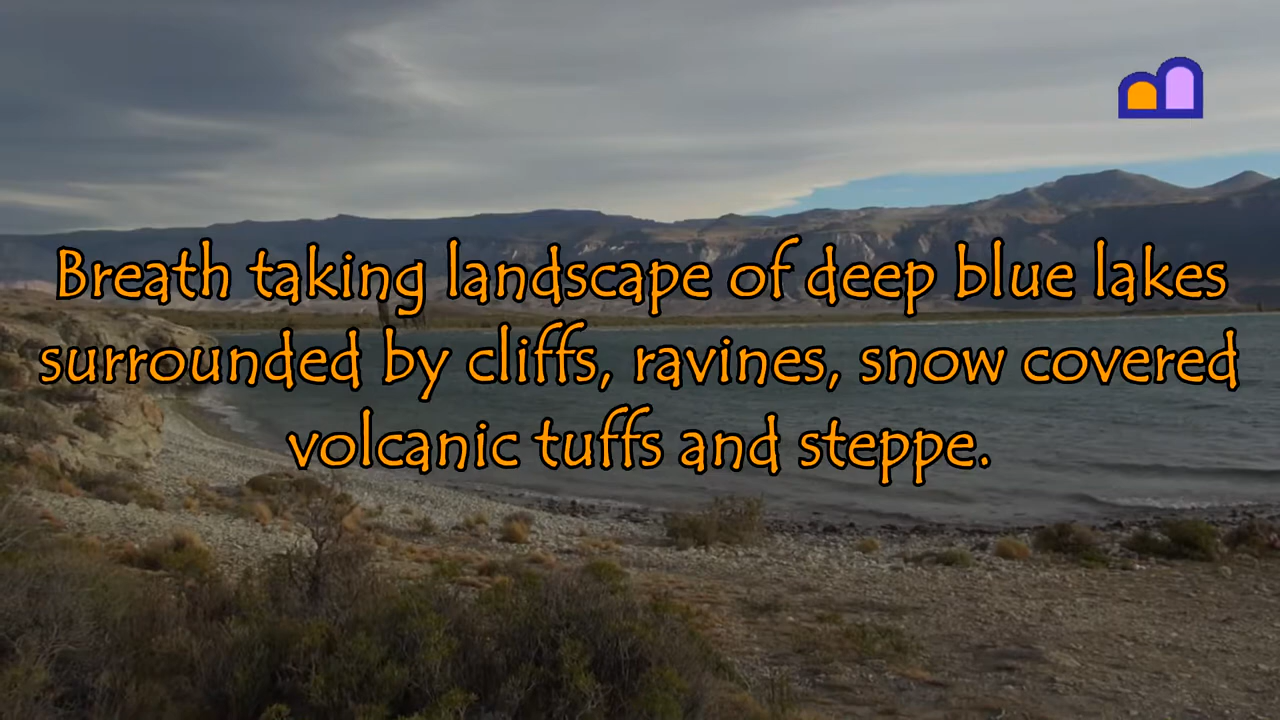 Breath taking landscape of deep blue lakes
surrounded by cliffs, ravines, snow covered
volcanic tuffs and steppe.